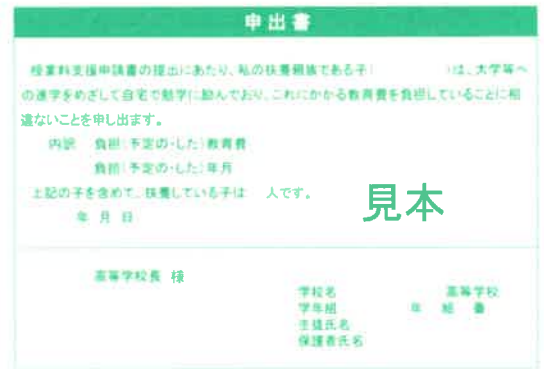 申出書
授業料支援申請書の提出にあたり、私の扶養親族である子(　　　　　)は、大学等へ
の進学をめざして自宅で勉学に励んでおり、これにかかる教育費を負担していることに相
違ないことを申し出ます。
内訳　負担(予定の・した)教育費
負担(予定の・した)年月
上記の子を含めて、扶養している子は　人です。
見本
年 月 日
高等学校長 様
学校名　　　　　　高等学校
学年組　　　　年　組　番
生徒氏名
保護者氏名